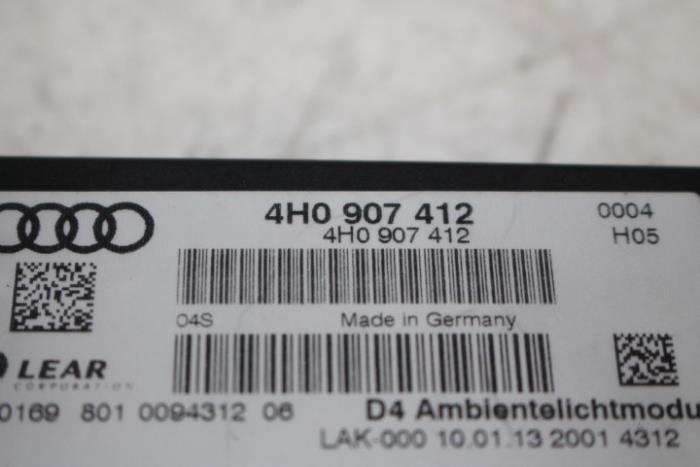 4H0 907 412 0004
4H0 907 412 H05
04S Made in Germany
LEAR
CORPORATION
0169 801 0094312 06 D4 Ambientelichtmodu
LAK-000 10.01.13 2001 4312